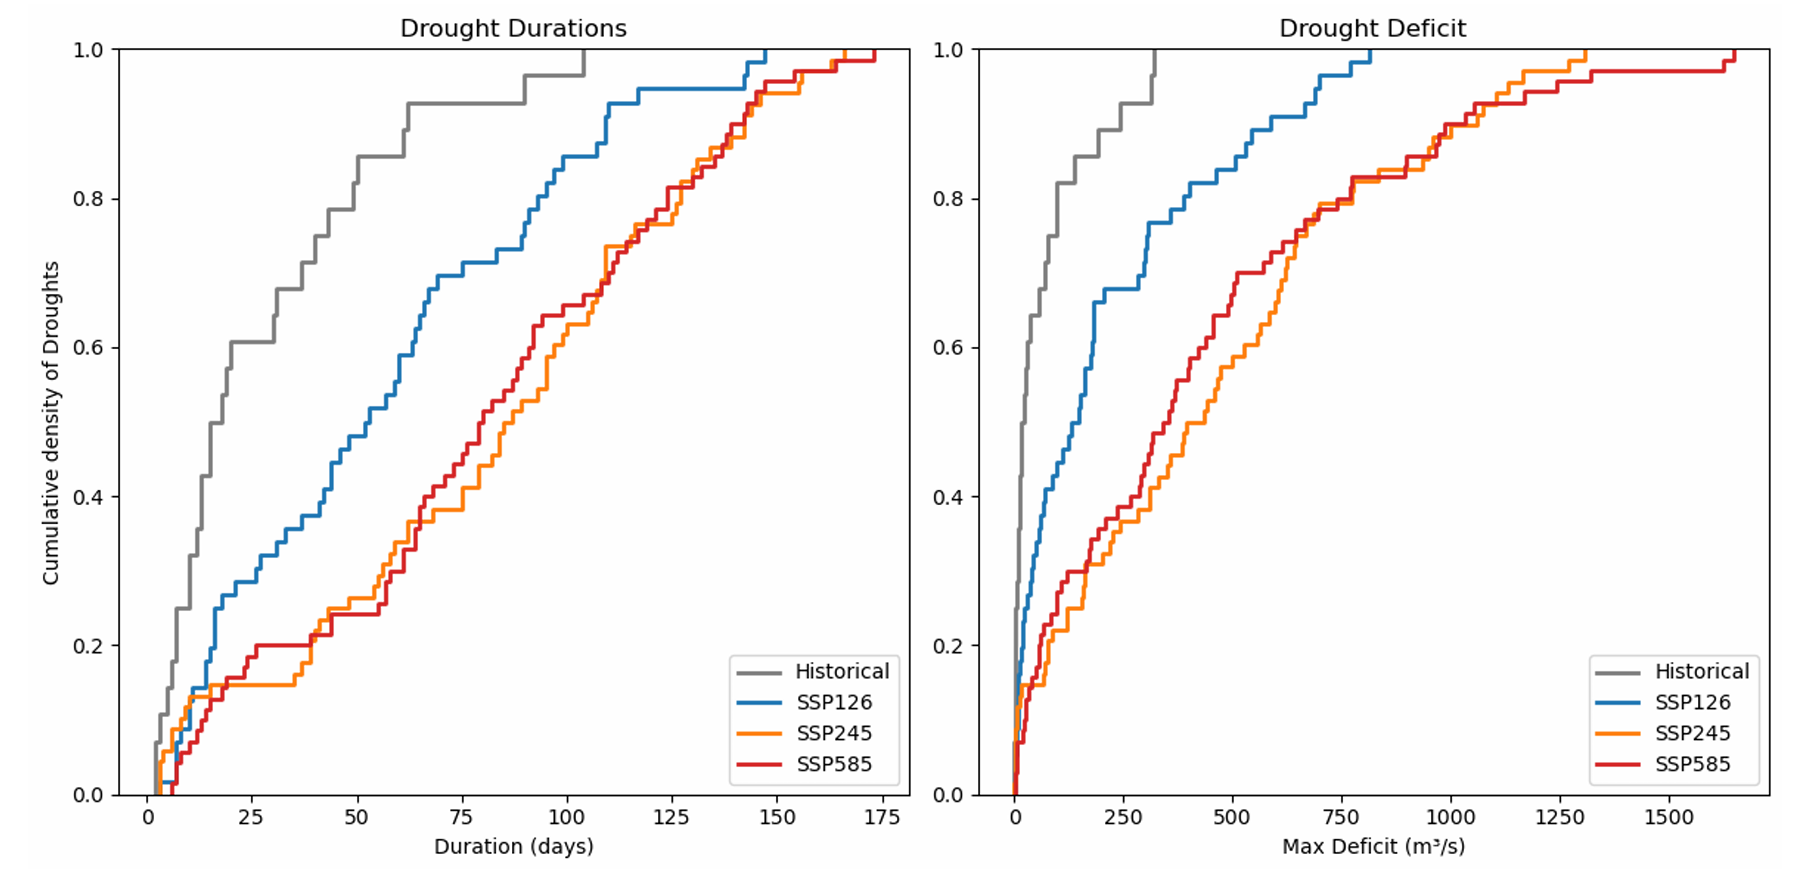 Drought Durations
Cumulative density of Droughts
1.0
0.8
0.6
0.4
0.2
0.0
0 25 50 75 100 125 150 175
Duration (days)
Historical
SSP126
SSP245
SSP585
Drought Deficit
1.0
0.8
0.6
0.4
0.2
0.0
0 250 500 750 1000 1250 1500
Max Deficit (m³/s)
Historical
SSP126
SSP245
SSP585